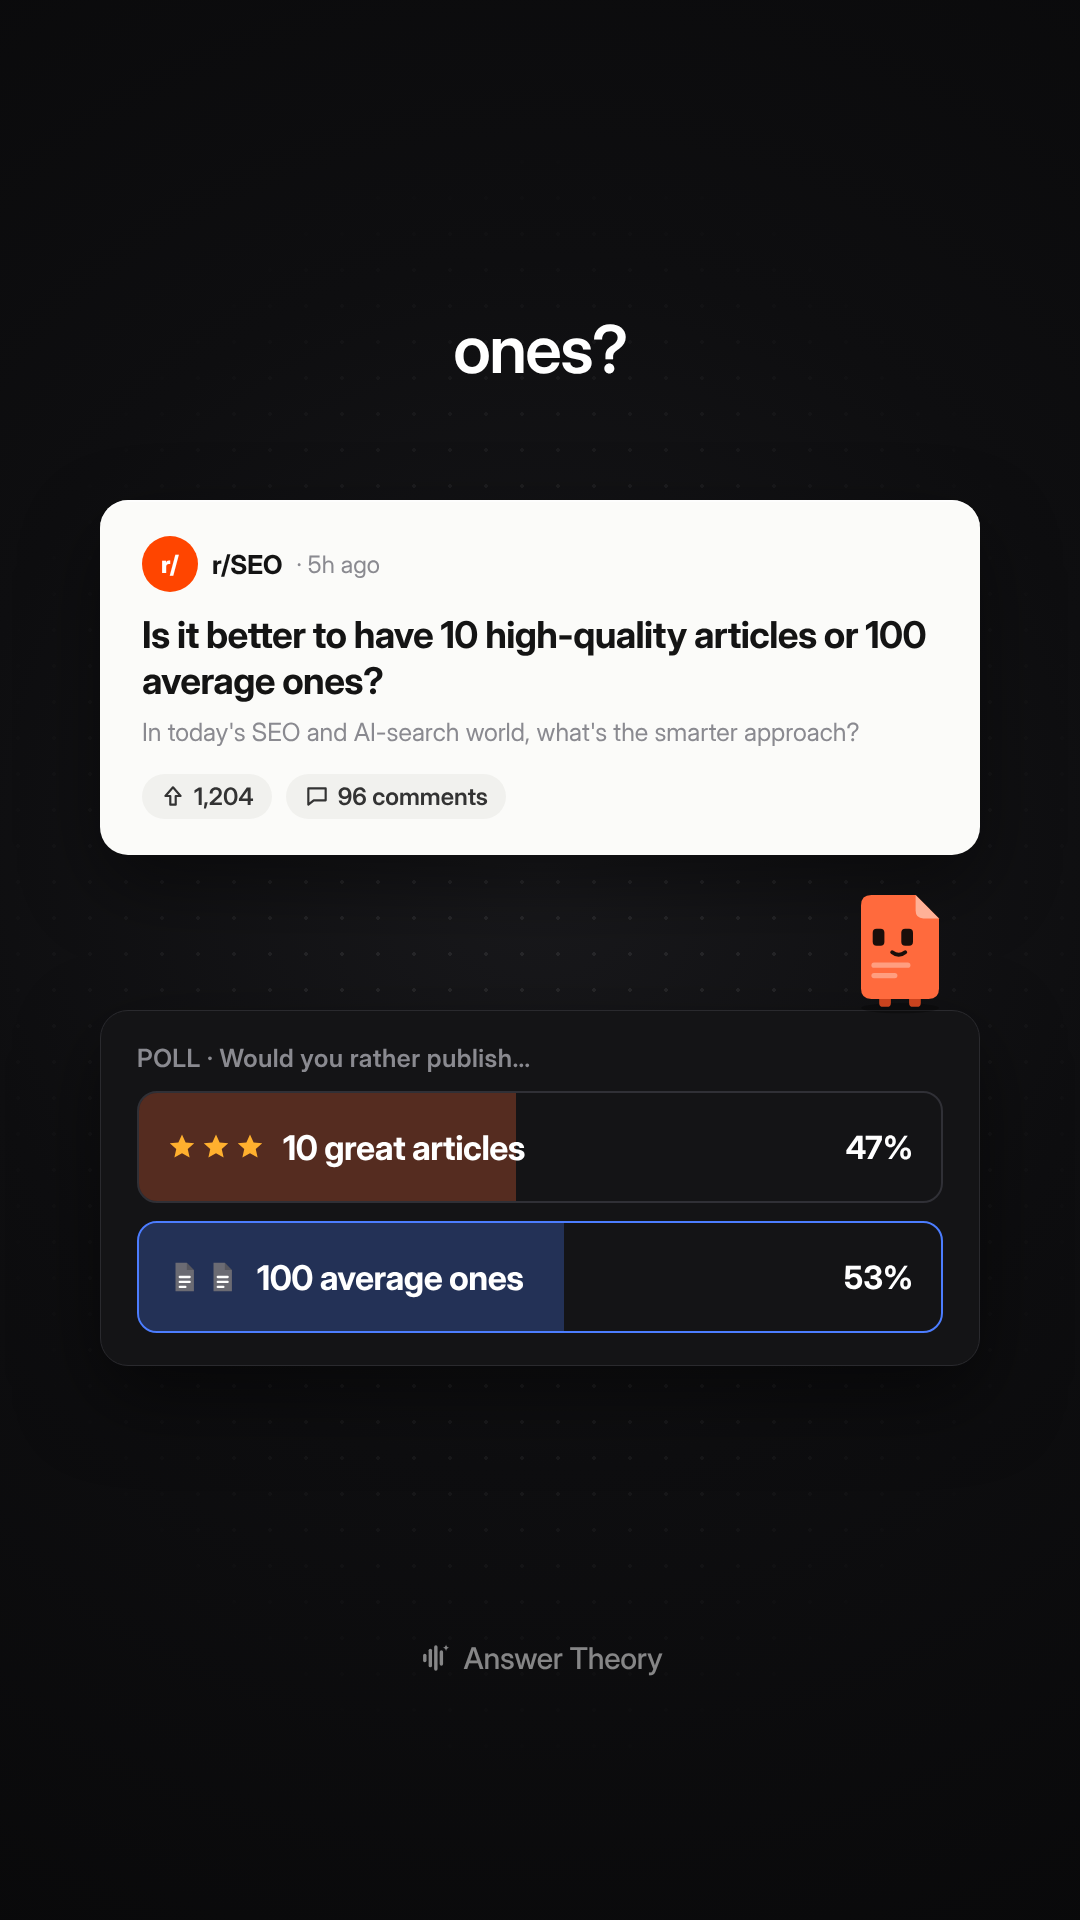 ones?
r/ r/SEO · 5h ago
Is it better to have 10 high-quality articles or 100
average ones?
In today's SEO and AI-search world, what's the smarter approach?
1,204 96 comments
POLL · Would you rather publish...
10 great articles 47%
100 average ones 53%
Answer Theory